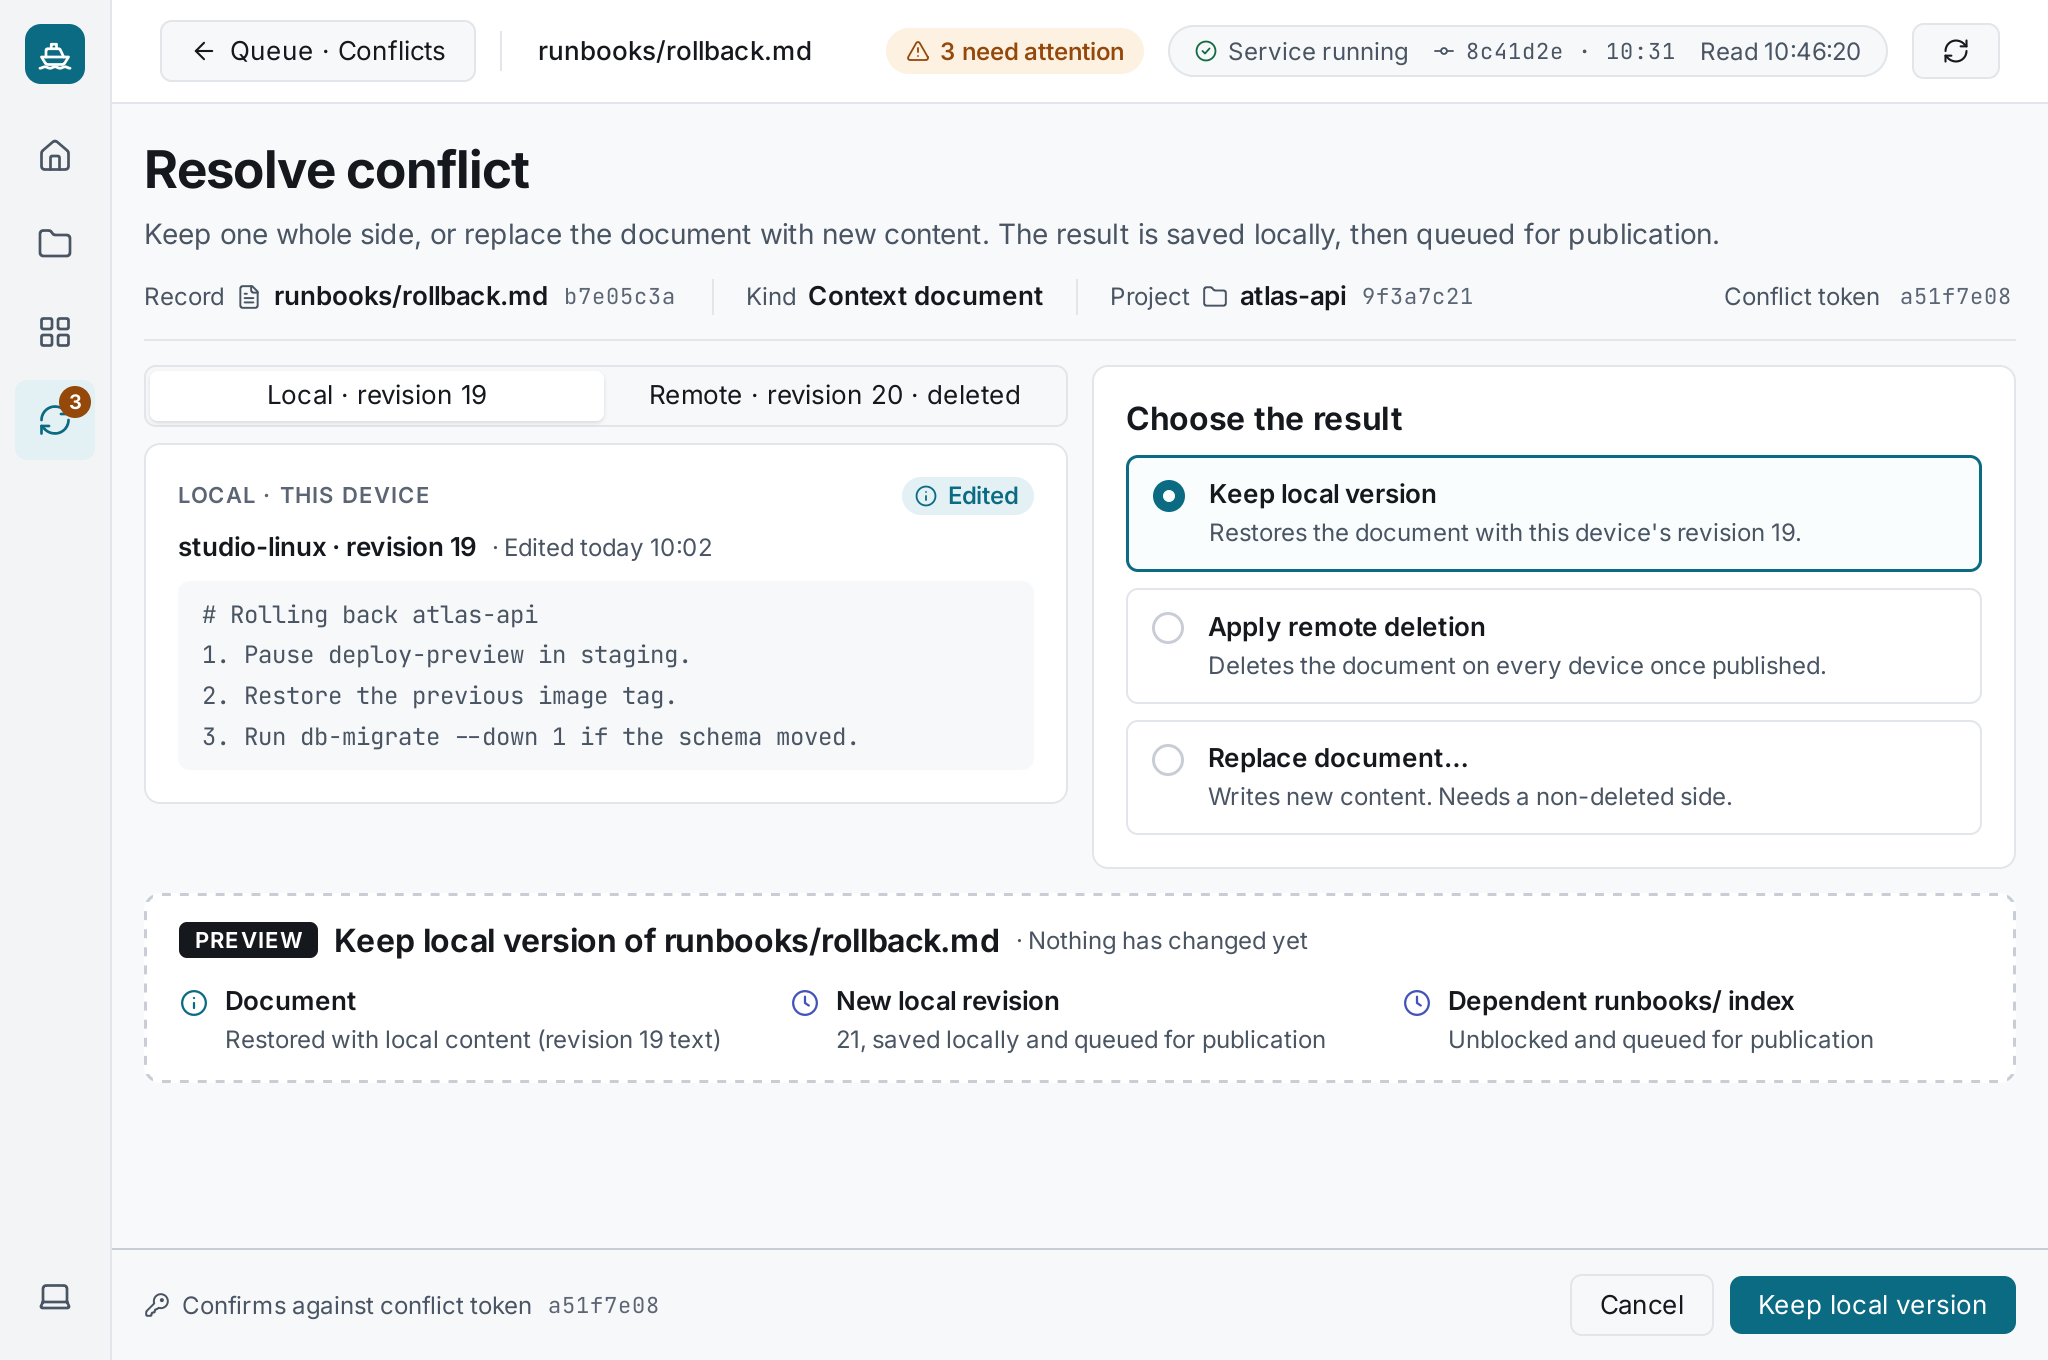 Queue · Conflicts
runbooks/rollback.md
3 need attention
Service running 8c41d2e · 10:31 Read 10:46:20
3
Resolve conflict
Keep one whole side, or replace the document with new content. The result is saved locally, then queued for publication.
Record runbooks/rollback.md b7e05c3a
Kind Context document
Project atlas-api 9f3a7c21
Conflict token a51f7e08
Local · revision 19
Remote · revision 20 · deleted
LOCAL · THIS DEVICE
Edited
studio-linux · revision 19 · Edited today 10:02
# Rolling back atlas-api
1. Pause deploy-preview in staging.
2. Restore the previous image tag.
3. Run db-migrate --down 1 if the schema moved.
Choose the result
Keep local version
Restores the document with this device's revision 19.
Apply remote deletion
Deletes the document on every device once published.
Replace document...
Writes new content. Needs a non-deleted side.
PREVIEW Keep local version of runbooks/rollback.md · Nothing has changed yet
Document
Restored with local content (revision 19 text)
New local revision
21, saved locally and queued for publication
Dependent runbooks/ index
Unblocked and queued for publication
Confirms against conflict token a51f7e08
Cancel
Keep local version